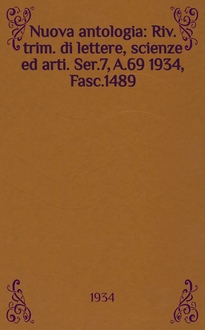 Nuova antologia: Riv.
trim. di lettere, scienze
ed arti. Ser.7, A.69 1934,
Fasc.1489
1934